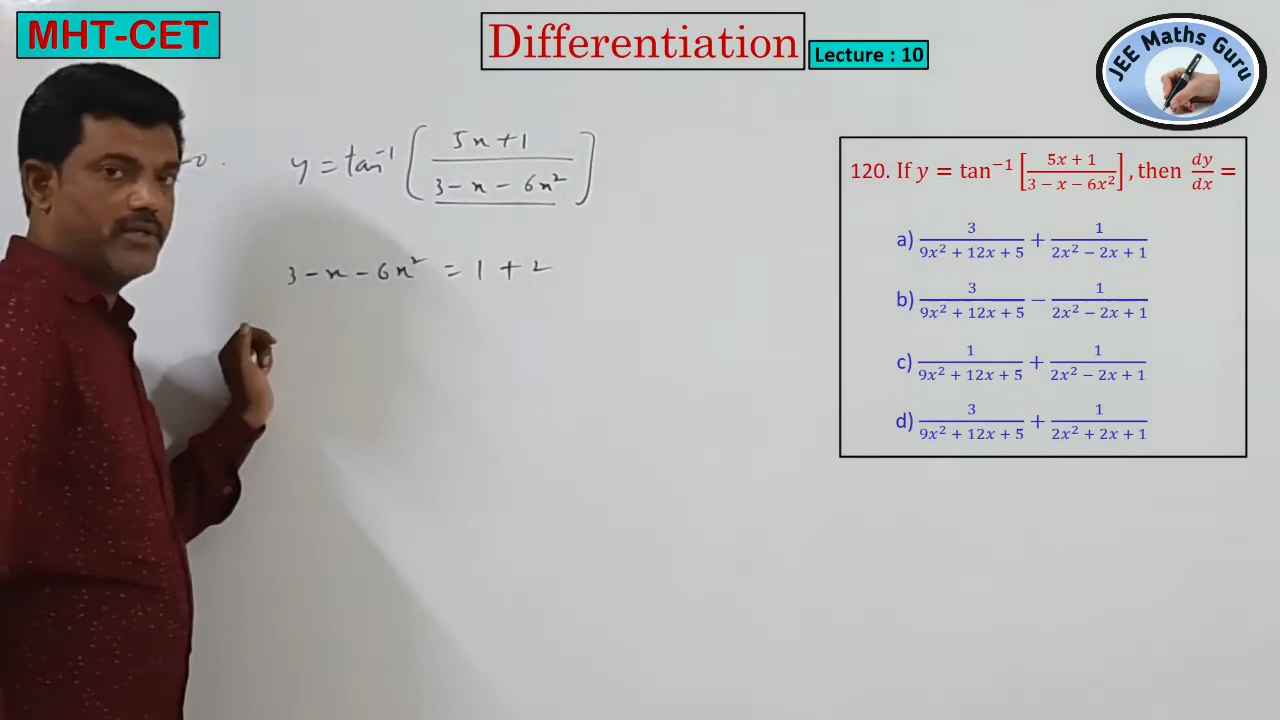 MHT-CET
Differentiation
Lecture : 10
JEE Maths Guru
y = tan⁻¹ ( (5x+1) / (3-x-6x²) )
3-x-6x² = 1+2
120. If y = tan⁻¹ [ (5x + 1) / (3 − x − 6x²) ] , then dy/dx =
a) 3/(9x² + 12x + 5) + 1/(2x² − 2x + 1)
b) 3/(9x² + 12x + 5) − 1/(2x² − 2x + 1)
c) 1/(9x² + 12x + 5) + 1/(2x² − 2x + 1)
d) 3/(9x² + 12x + 5) + 1/(2x² + 2x + 1)